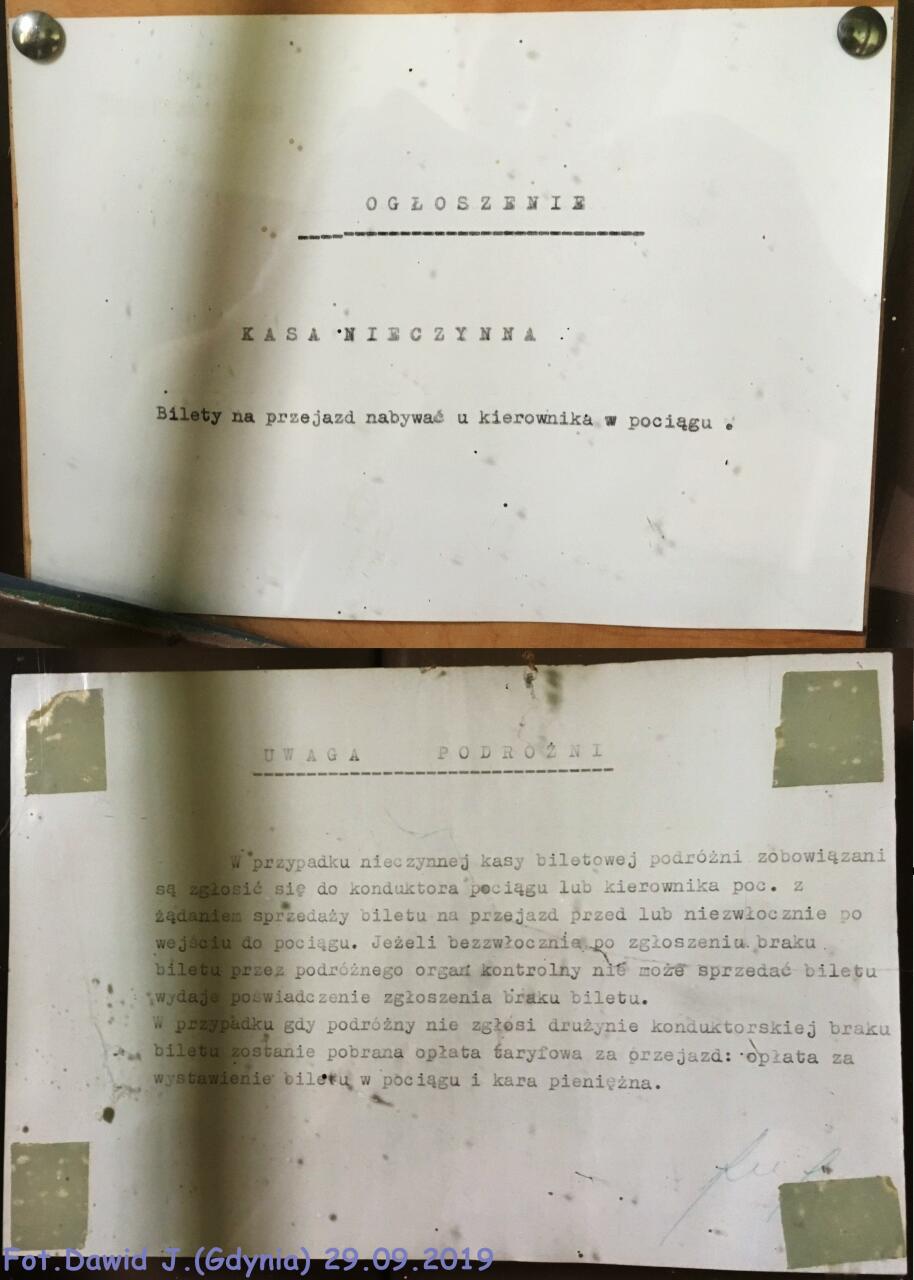 OGŁOSZENIE
KASA NIECZYNNA .
Bilety na przejazd nabywać u kierownika w pociągu .
UWAGA PODRÓŻNI
W przypadku nieczynnej kasy biletowej podróżni zobowiązani
są zgłosić się do konduktora pociągu lub kierownika poc. z
żądaniem sprzedaży biletu na przejazd przed lub niezwłocznie po
wejściu do pociągu. Jeżeli bezzwłocznie po zgłoszeniu braku
biletu przez podróżnego organ kontrolny nie może sprzedać biletu
wydaje poświadczenie zgłoszenia braku biletu.
W przypadku gdy podróżny nie zgłosi drużynie konduktorskiej braku
biletu zostanie pobrana opłata taryfowa za przejazd: opłata za
wystawienie biletu w pociągu i kara pieniężna.
Fot.Dawid J.(Gdynia) 29.09.2019